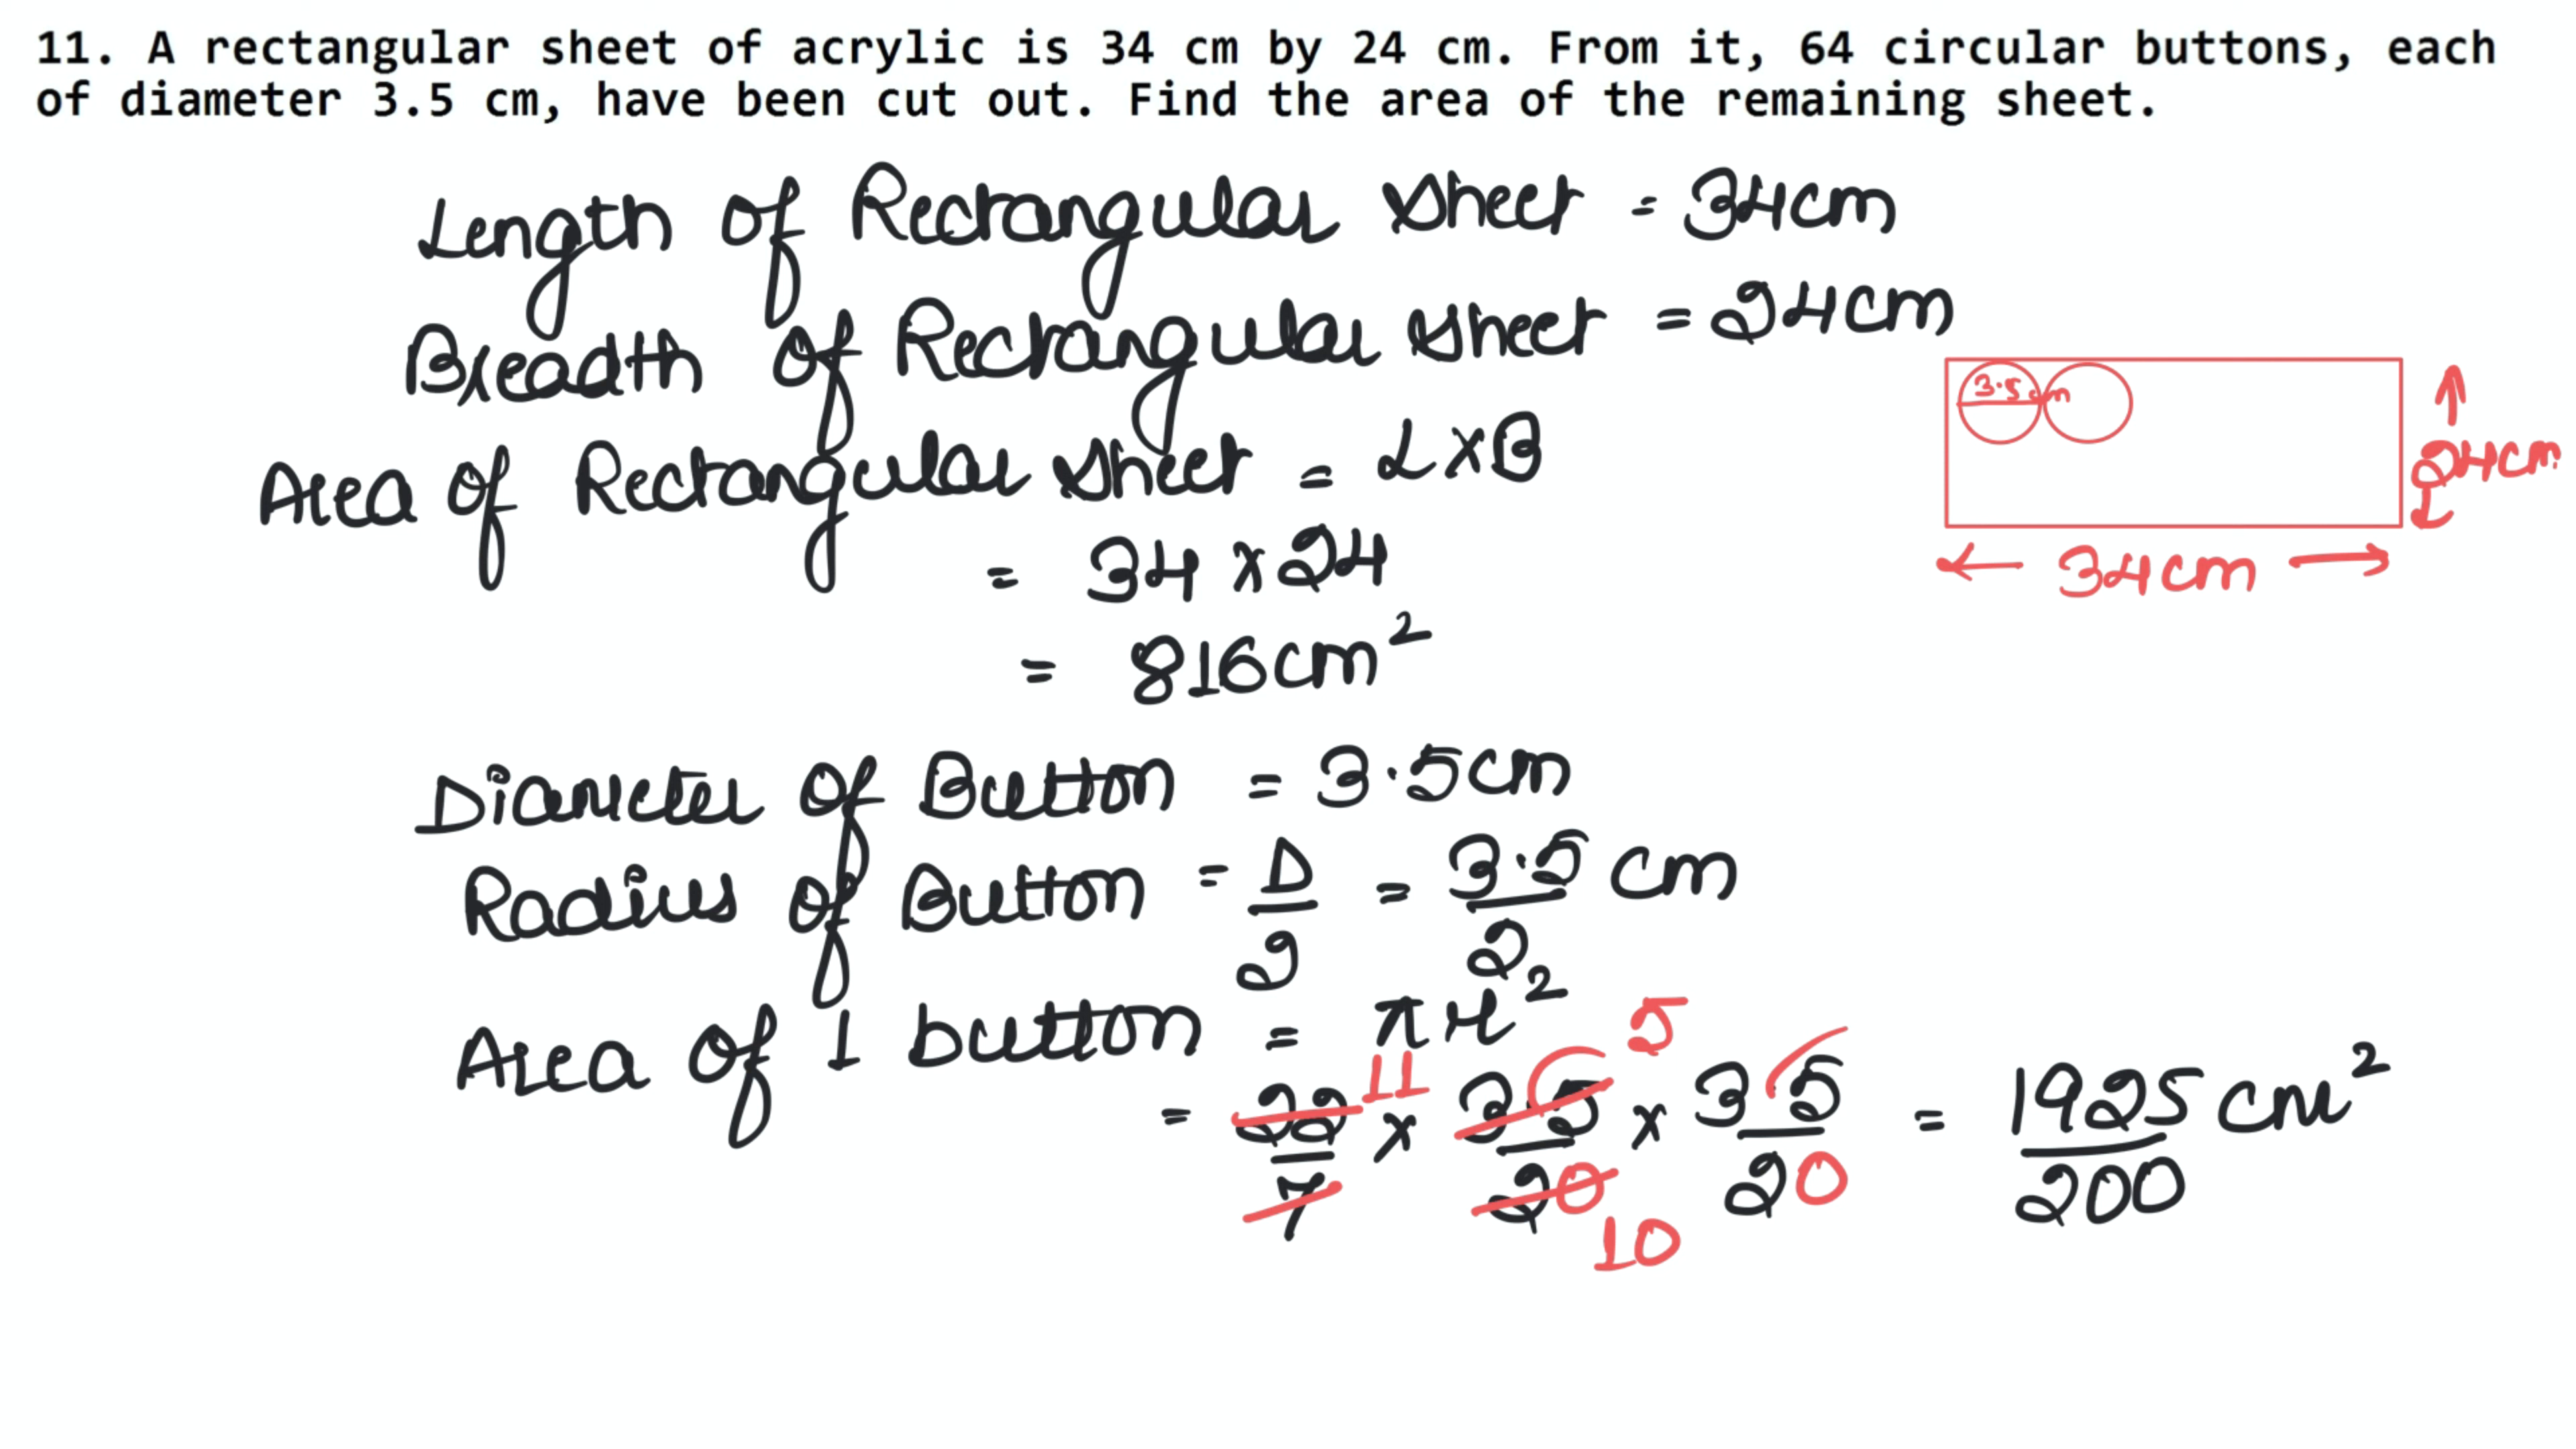 11. A rectangular sheet of acrylic is 34 cm by 24 cm. From it, 64 circular buttons, each
of diameter 3.5 cm, have been cut out. Find the area of the remaining sheet.
Length of Rectangular sheet = 34cm
Breadth of Rectangular sheet = 24cm
3.5 cm
24cm
34cm
Area of Rectangular sheet = L×B
= 34 × 24
= 816cm²
Diameter of Button = 3.5cm
Radius of Button = D/2 = 3.5/2 cm
Area of 1 button = πr²
= 22/7 × 35/20 × 35/20 = 1925/200 cm²
11 5
10